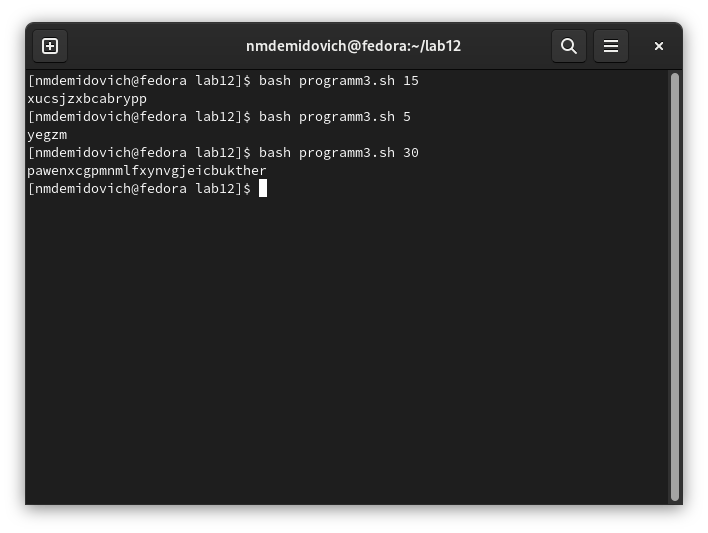 nmdemidovich@fedora:~/lab12
[nmdemidovich@fedora lab12]$ bash programm3.sh 15
xucsjzxbcabrypp
[nmdemidovich@fedora lab12]$ bash programm3.sh 5
yegzm
[nmdemidovich@fedora lab12]$ bash programm3.sh 30
pawenxcgpmnmlfxynvgjeicbukther
[nmdemidovich@fedora lab12]$